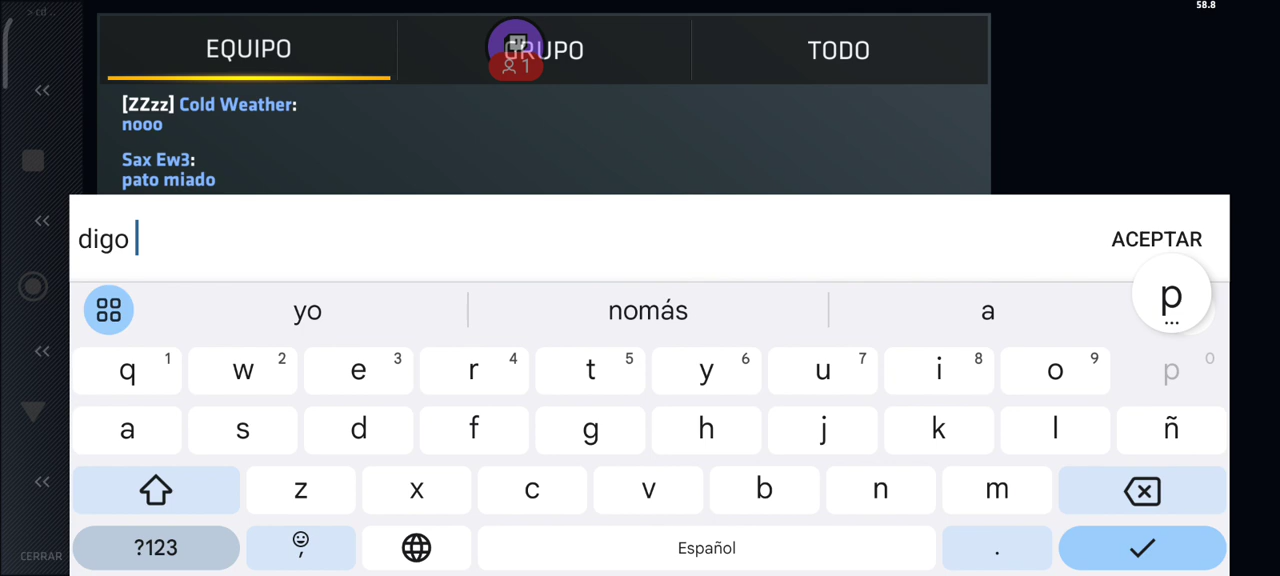 >cd..
58.8
EQUIPO
GRUPO
TODO
1
[ZZzz] Cold Weather:
nooo
Sax Ew3:
pato miado
digo
ACEPTAR
yo
nomás
a
p
...
q 1 w 2 e 3 r 4 t 5 y 6 u 7 i 8 o 9 p 0
a s d f g h j k l ñ
z x c v b n m
?123 , Español .
CERRAR